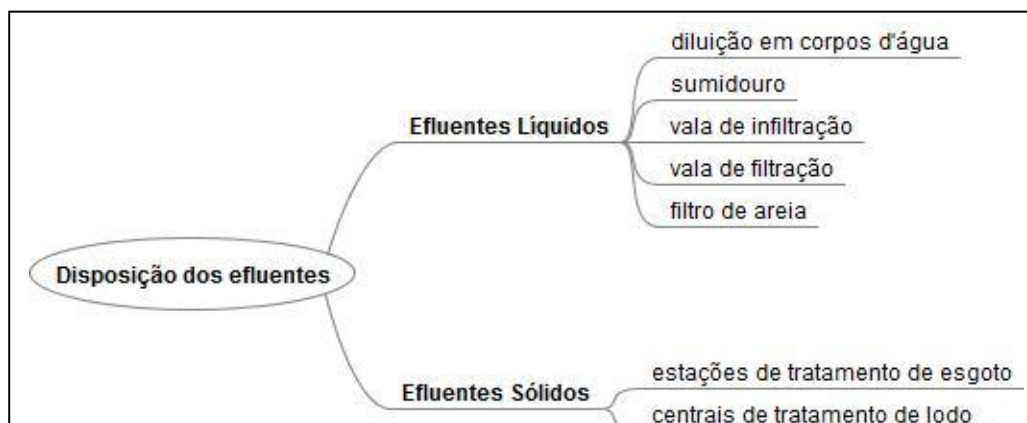 diluição em corpos d'água
sumidouro
Efluentes Líquidos
vala de infiltração
vala de filtração
filtro de areia
Disposição dos efluentes
estações de tratamento de esgoto
Efluentes Sólidos
centrais de tratamento de lodo